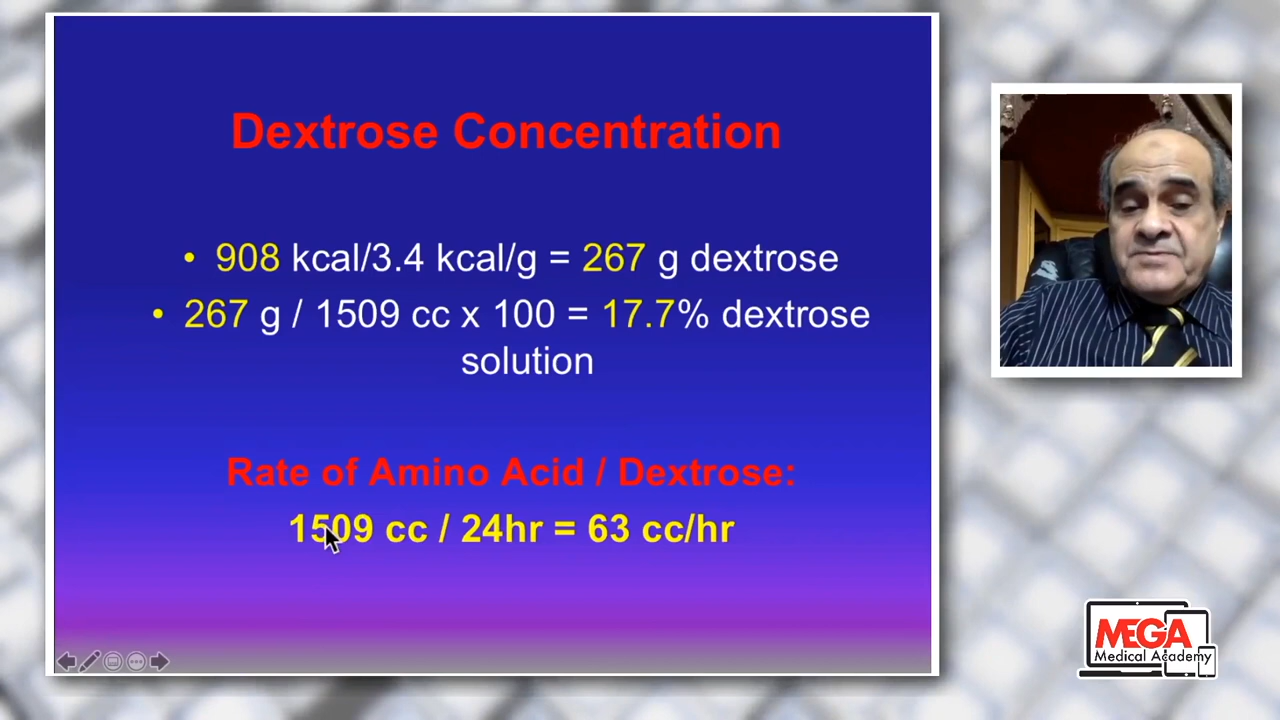 Dextrose Concentration
• 908 kcal/3.4 kcal/g = 267 g dextrose
• 267 g / 1509 cc x 100 = 17.7% dextrose
solution
Rate of Amino Acid / Dextrose:
1509 cc / 24hr = 63 cc/hr
MEGA
Medical Academy